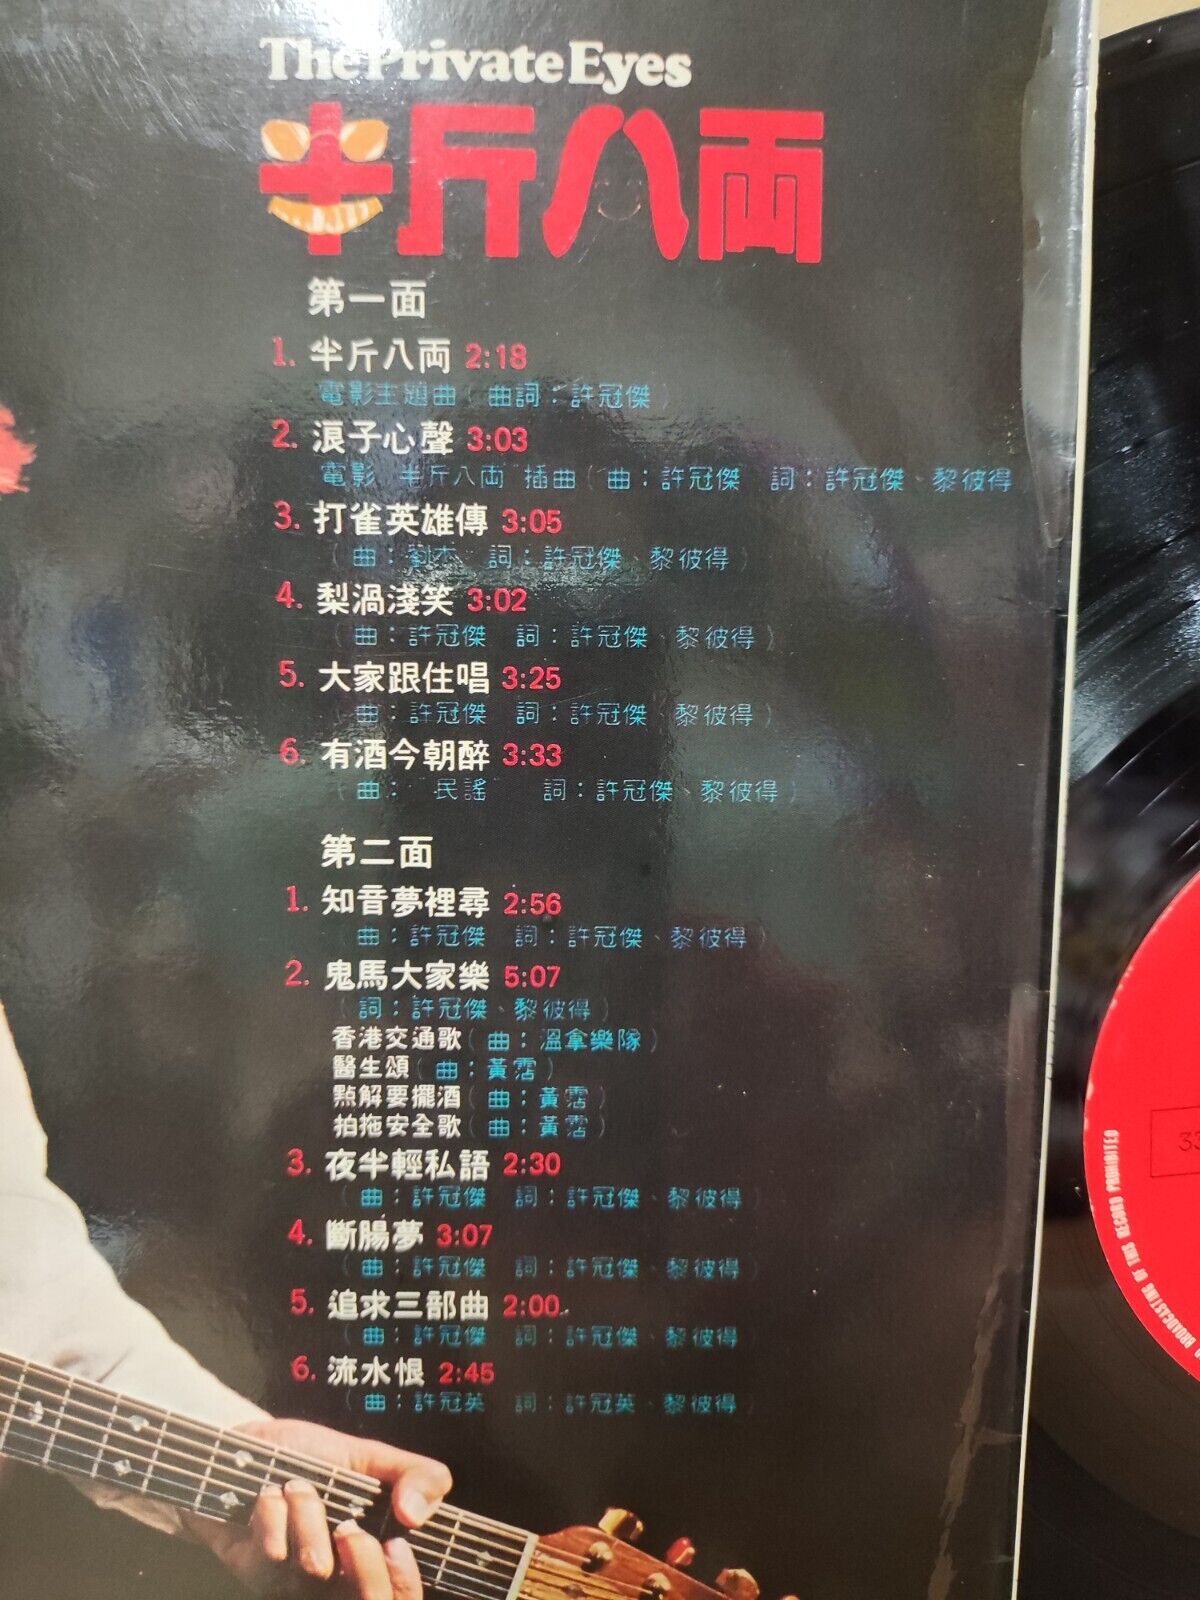 The Private Eyes
半斤八両
第一面
1. 半斤八両 2:18
電影主題曲(曲詞:許冠傑)
2. 浪子心聲 3:03
電影"半斤八両"插曲(曲:許冠傑 詞:許冠傑、黎彼得
3. 打雀英雄傳 3:05
(曲:劉杰 詞:許冠傑、黎彼得)
4. 梨渦淺笑 3:02
(曲:許冠傑 詞:許冠傑、黎彼得)
5. 大家跟住唱 3:25
(曲:許冠傑 詞:許冠傑、黎彼得)
6. 有酒今朝醉 3:33
(曲:"民謠" 詞:許冠傑、黎彼得)
第二面
1. 知音夢裡尋 2:56
(曲:許冠傑 詞:許冠傑、黎彼得)
2. 鬼馬大家樂 5:07
(詞:許冠傑、黎彼得)
香港交通歌(曲:溫拿樂隊)
醫生頌(曲:黃霑)
點解要擺酒(曲:黃霑)
拍拖安全歌(曲:黃霑)
3. 夜半輕私語 2:30
(曲:許冠傑 詞:許冠傑、黎彼得)
4. 斷腸夢 3:07
(曲:許冠傑 詞:許冠傑、黎彼得)
5. 追求三部曲 2:00
(曲:許冠傑 詞:許冠傑、黎彼得)
6. 流水恨 2:45
(曲:許冠英 詞:許冠英、黎彼得)
33
BROADCASTING OF THIS RECORD PROHIBITED